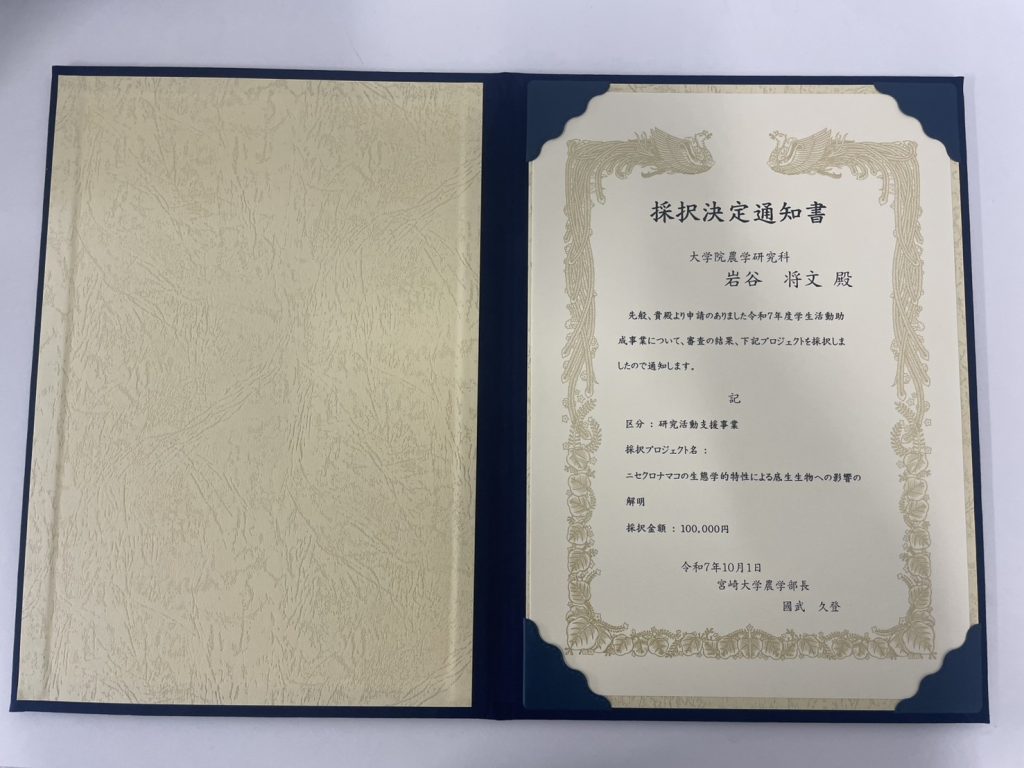 採択決定通知書
大学院農学研究科
岩谷 将文 殿
先般、貴殿より申請のありました令和7年度学生活動助
成事業について、審査の結果、下記プロジェクトを採択しま
したので通知します。
記
区分 : 研究活動支援事業
採択プロジェクト名 :
ニセクロナマコの生態学的特性による底生生物への影響の
解明
採択金額 : 100,000円
令和7年10月1日
宮崎大学農学部長
國武 久登